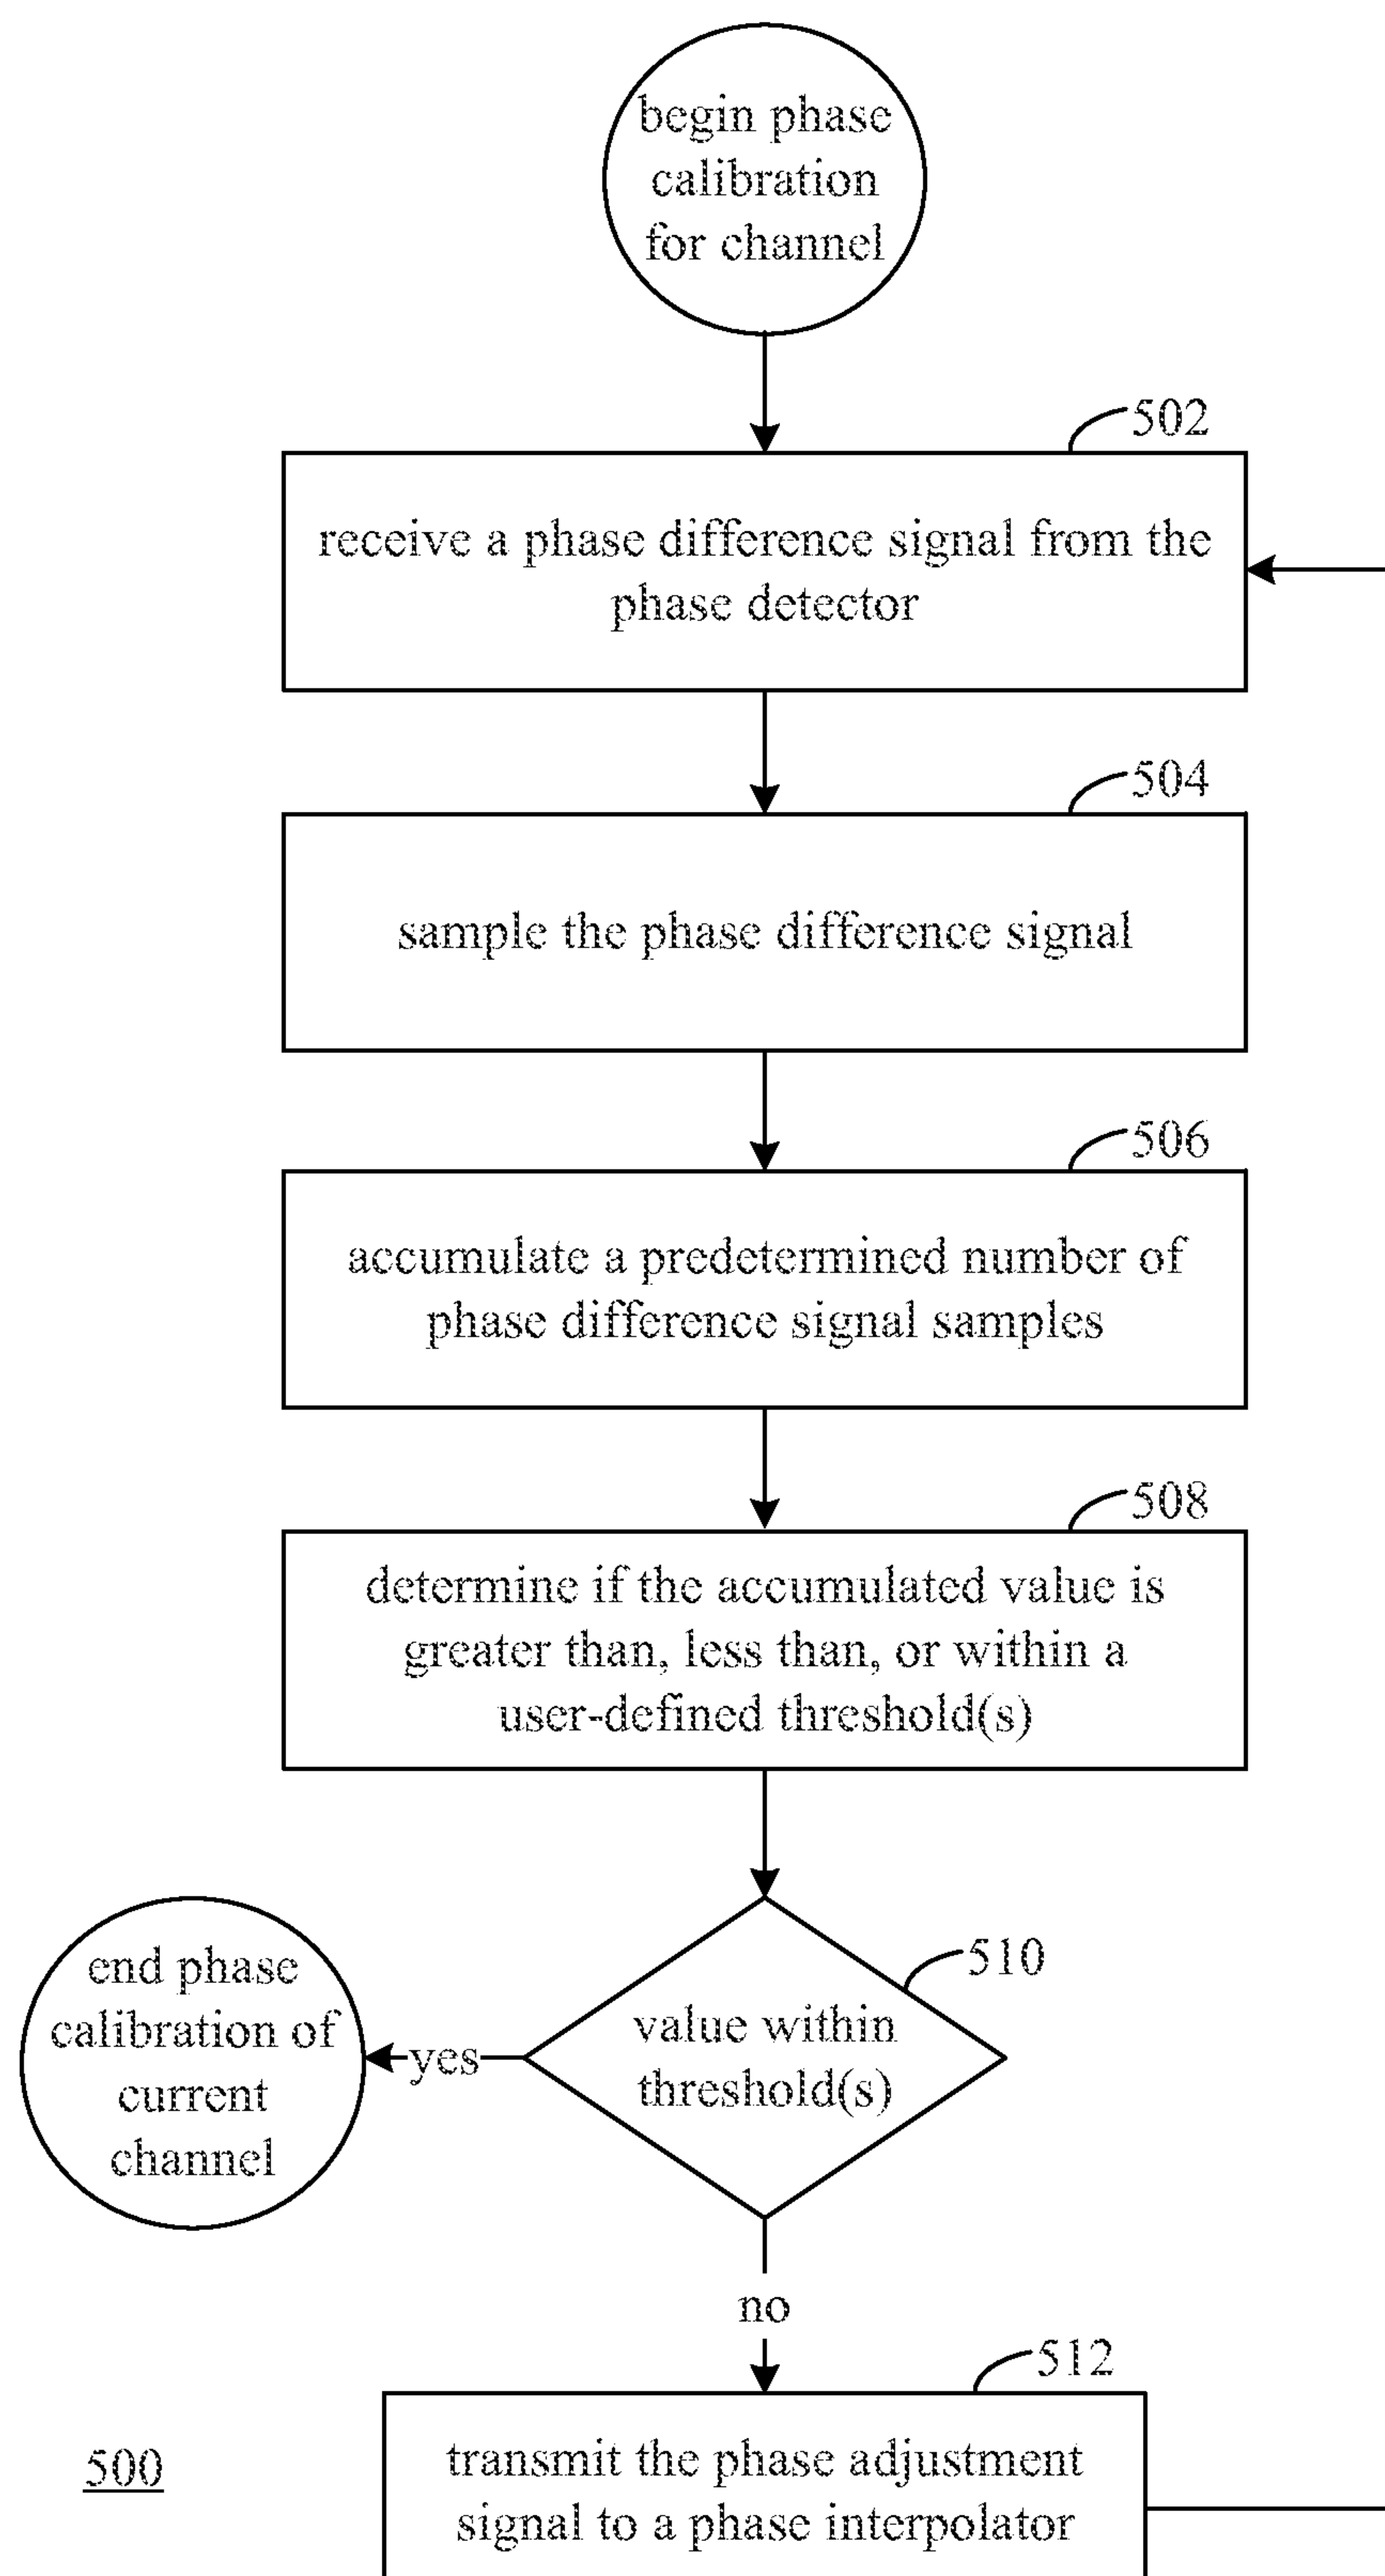 begin phase
calibration
for channel
502
receive a phase difference signal from the
phase detector
504
sample the phase difference signal
506
accumulate a predetermined number of
phase difference signal samples
508
determine if the accumulated value is
greater than, less than, or within a
user-defined threshold(s)
510
value within
threshold(s)
yes
end phase
calibration of
current
channel
no
512
transmit the phase adjustment
signal to a phase interpolator
500